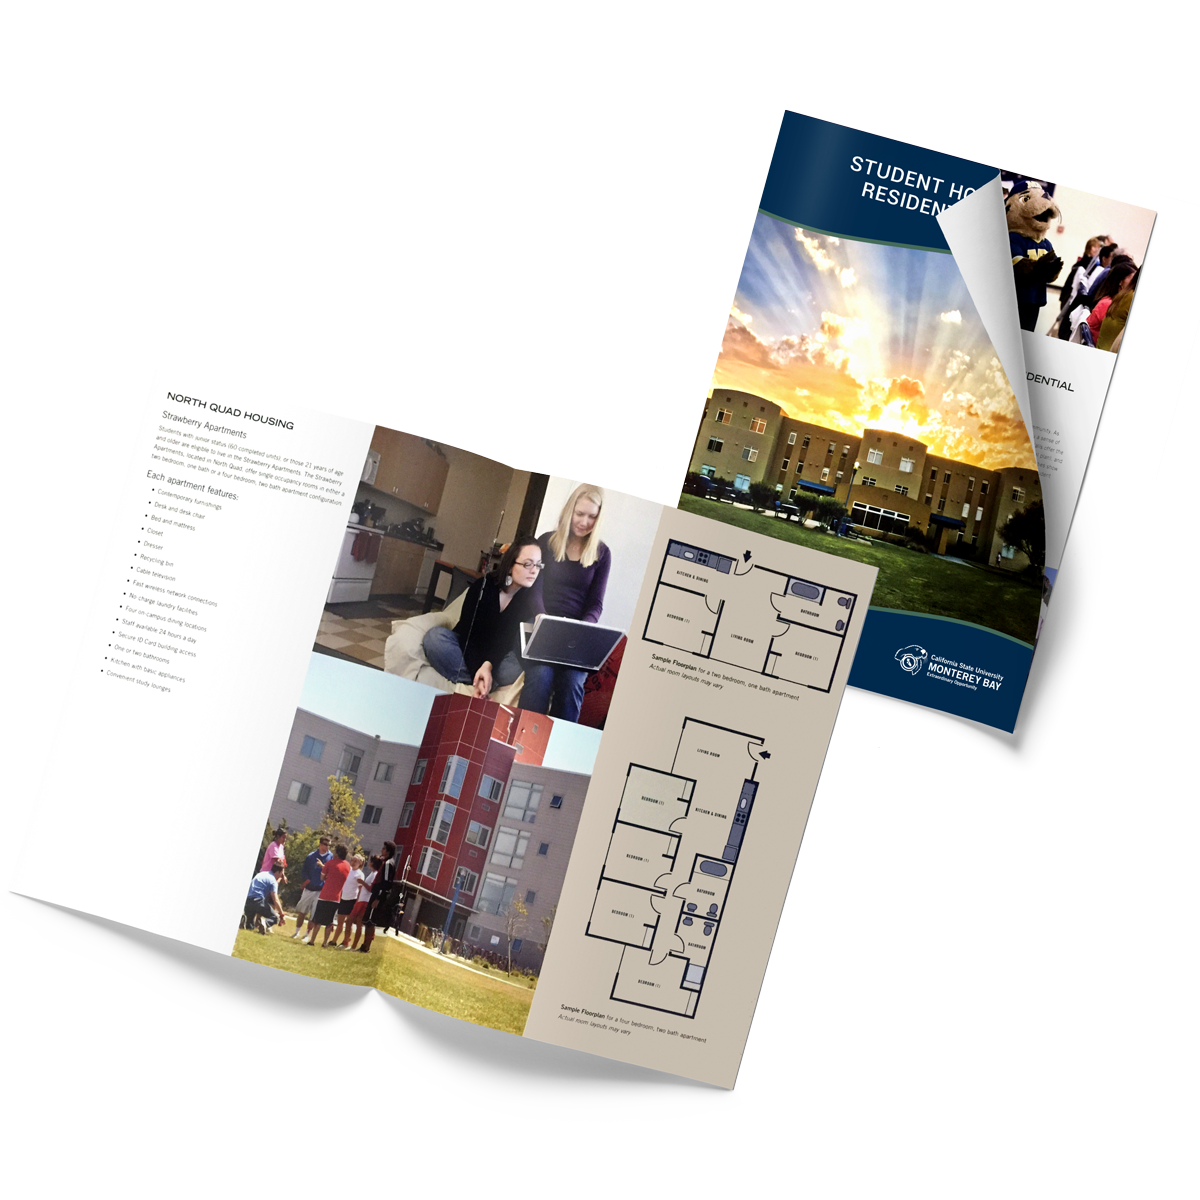 STUDENT HO
RESIDEN
California State University
MONTEREY BAY
Extraordinary Opportunity
IDENTIAL
NORTH QUAD HOUSING
Strawberry Apartments
Students with junior status (60 completed units), or those 21 years of age
and older are eligible to live in the Strawberry Apartments. The Strawberry
Apartments, located in North Quad, offer single occupancy rooms in either a
two bedroom, one bath or a four bedroom, two bath apartment configuration
Each apartment features:
• Contemporary furnishings
• Desk and desk chair
• Bed and mattress
• Closet
• Dresser
• Recycling bin
• Cable television
• Fast wireless network connections
• No charge laundry facilities
• Four on-campus dining locations
• Staff available 24 hours a day
• Secure ID Card building access
• One or two bathrooms
• Kitchen with basic appliances
• Convenient study lounges
KITCHEN & DINING
BATHROOM
BEDROOM (1)
LIVING ROOM
BEDROOM (1)
Sample Floorplan for a two bedroom, one bath apartment
Actual room layouts may vary
LIVING ROOM
BEDROOM (1)
KITCHEN & DINING
BEDROOM (1)
BATHROOM
BEDROOM (1)
BATHROOM
BEDROOM (1)
Sample Floorplan for a four bedroom, two bath apartment
Actual room layouts may vary